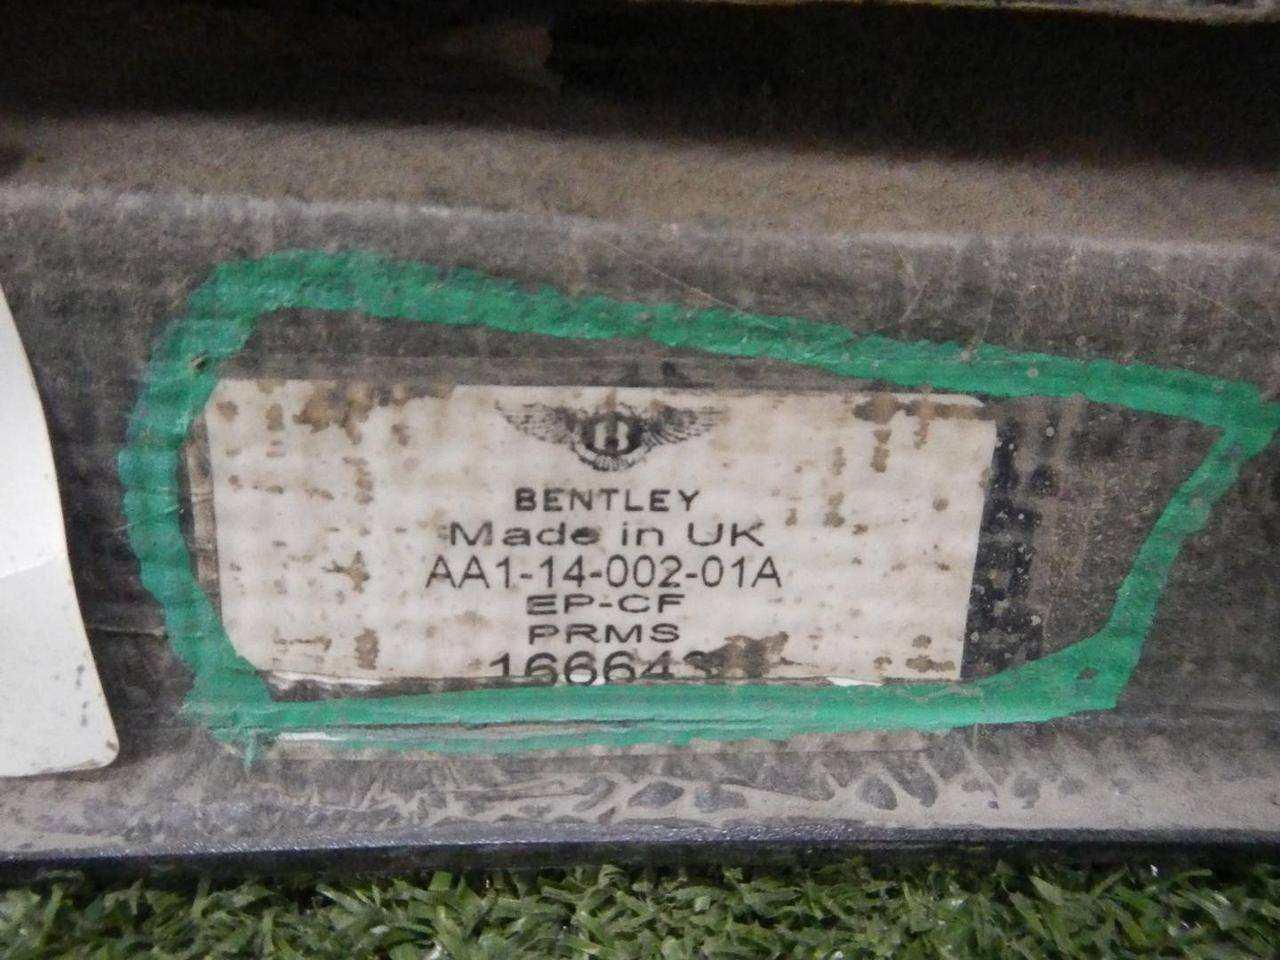 B
BENTLEY
Made in UK
AA1-14-002-01A
EP-CF
PRMS